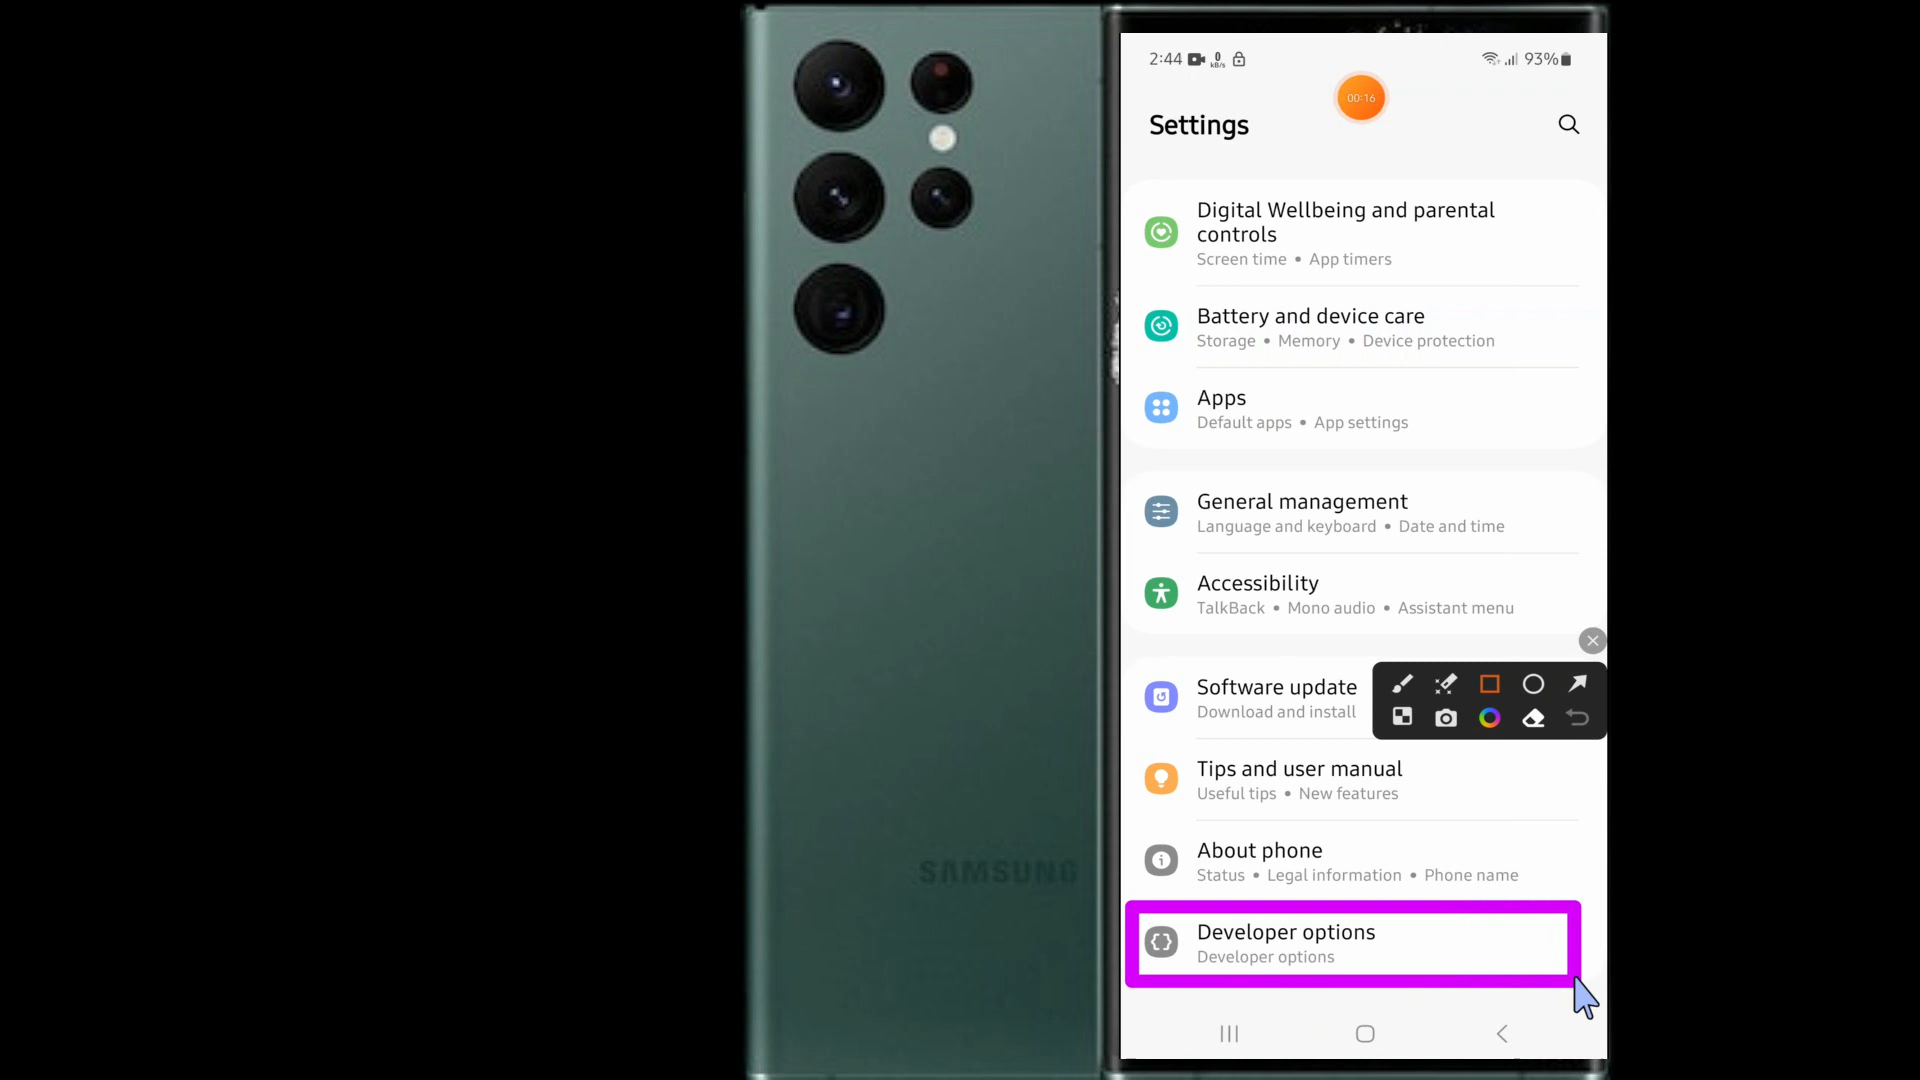 2:44 0 KB/s 93%
00:16
Settings
Digital Wellbeing and parental
controls
Screen time • App timers
Battery and device care
Storage • Memory • Device protection
Apps
Default apps • App settings
General management
Language and keyboard • Date and time
Accessibility
TalkBack • Mono audio • Assistant menu
Software update
Download and install
Tips and user manual
Useful tips • New features
About phone
Status • Legal information • Phone name
Developer options
Developer options
SAMSUNG